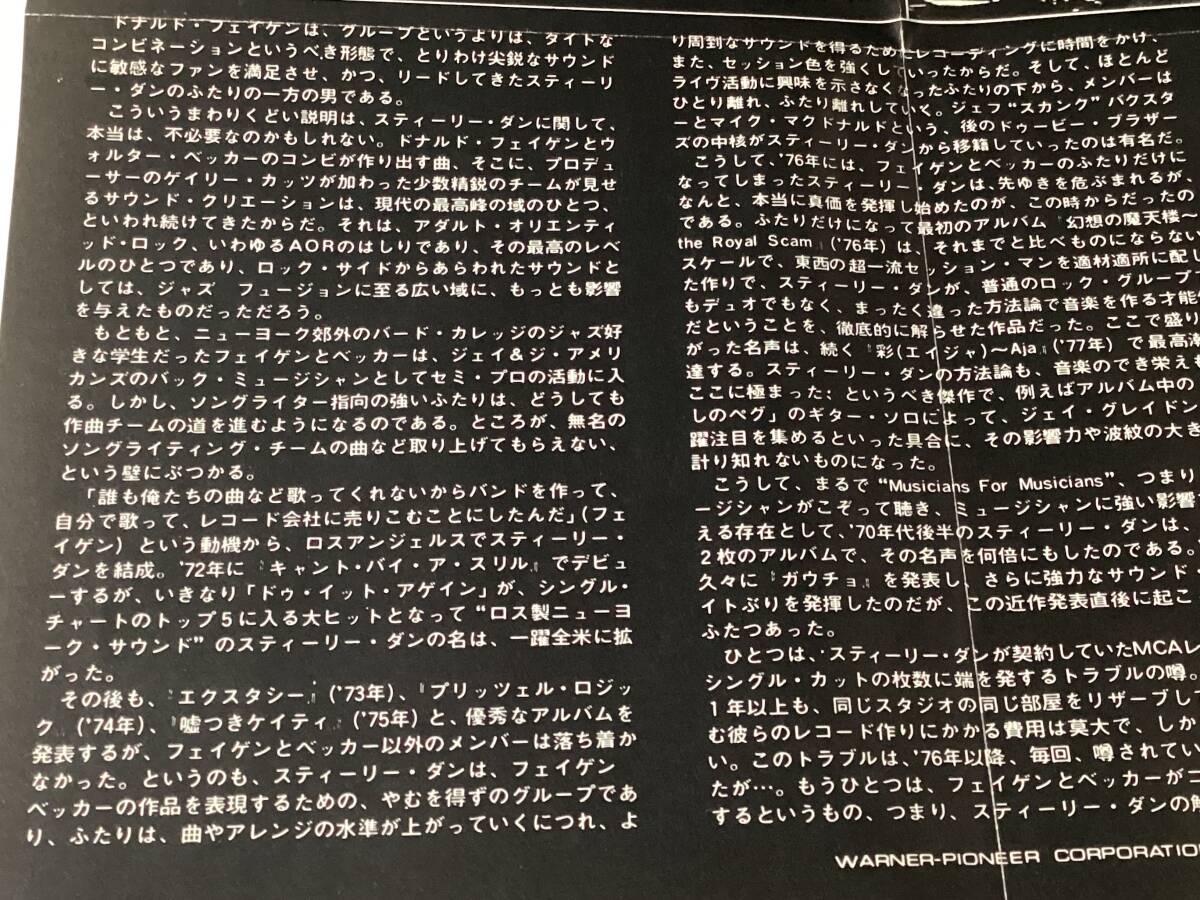 ドナルド・フェイゲンは、グループというよりは、タイトな
コンビネーションというべき形態で、とりわけ尖鋭なサウンド
に敏感なファンを満足させ、かつ、リードしてきたスティーリ
ー・ダンのふたりの一方の男である。
こういうまわりくどい説明は、スティーリー・ダンに関して、
本当は、不必要なのかもしれない。ドナルド・フェイゲンとウ
ォルター・ベッカーのコンビが作り出す曲、そこに、プロデュ
ーサーのゲイリー・カッツが加わった少数精鋭のチームが見せ
るサウンド・クリエーションは、現代の最高峰の域のひとつ、
といわれ続けてきたからだ。それは、アダルト・オリエンティ
ッド・ロック、いわゆるAORのはしりであり、その最高のレベ
ルのひとつであり、ロック・サイドからあらわれたサウンドと
しては、ジャズ フュージョンに至る広い域に、もっとも影響
を与えたものだっただろう。
もともと、ニューヨーク郊外のバード・カレッジのジャズ好
きな学生だったフェイゲンとベッカーは、ジェイ&ジ・アメリ
カンズのバック・ミュージシャンとしてセミ・プロの活動に入
る。しかし、ソングライター指向の強いふたりは、どうしても
作曲チームの道を進むようになるのである。ところが、無名の
ソングライティング・チームの曲など取り上げてもらえない、
という壁にぶつかる。
「誰も俺たちの曲など歌ってくれないからバンドを作って、
自分で歌って、レコード会社に売りこむことにしたんだ」(フェ
イゲン)という動機から、ロスアンジェルスでスティーリー・
ダンを結成。'72年に『キャント・バイ・ア・スリル』でデビュ
ーするが、いきなり「ドゥ・イット・アゲイン」が、シングル・
チャートのトップ5に入る大ヒットとなって“ロス製ニューヨ
ーク・サウンド”のスティーリー・ダンの名は、一躍全米に拡
がった。
その後も、『エクスタシー』('73年)、『プリッツェル・ロジッ
ク』('74年)、『嘘つきケイティ』('75年)と、優秀なアルバムを
発表するが、フェイゲンとベッカー以外のメンバーは落ち着か
なかった。というのも、スティーリー・ダンは、フェイゲン
ベッカーの作品を表現するための、やむを得ずのグループであ
り、ふたりは、曲やアレンジの水準が上がっていくにつれ、よ
り周到なサウンドを得るためにレコーディングに時間をかけ、
また、セッション色を強くしていったからだ。そして、ほとんど
ライヴ活動に興味を示さなくなったふたりの下から、メンバーは
ひとり離れ、ふたり離れしていく。ジェフ“スカンク”バクスタ
ーとマイク・マクドナルドという、後のドゥービー・ブラザー
ズの中核がスティーリー・ダンから移籍していったのは有名だ。
こうして、'76年には、フェイゲンとベッカーのふたりだけに
なってしまったスティーリー・ダンは、先ゆきを危ぶまれるが、
なんと、本当に真価を発揮し始めたのが、この時からだったの
である。ふたりだけになって最初のアルバム『幻想の魔天楼〜
the Royal Scam』('76年)は、それまでと比べものにならない
スケールで、東西の超一流セッション・マンを適材適所に配し
た作りで、スティーリー・ダンが、普通のロック・グループ
もデュオでもなく、まったく違った方法論で音楽を作る才能
だということを、徹底的に解らせた作品だった。ここで盛り
がった名声は、続く『彩(エイジャ)〜Aja』('77年)で最高潮
達する。スティーリー・ダンの方法論も、音楽のでき栄えも
ここに極まった:というべき傑作で、例えばアルバム中の
しのペグ」のギター・ソロによって、ジェイ・グレイドン
躍注目を集めるといった具合に、その影響力や波紋の大き
計り知れないものになった。
こうして、まるで“Musicians For Musicians”、つまり
ージシャンがこぞって聴き、ミュージシャンに強い影響
える存在として、'70年代後半のスティーリー・ダンは、
2枚のアルバムで、その名声を何倍にもしたのである。
久々に『ガウチョ』を発表し、さらに強力なサウンド・
イトぶりを発揮したのだが、この近作発表直後に起こ
ふたつあった。
ひとつは、スティーリー・ダンが契約していたMCAレ
シングル・カットの枚数に端を発するトラブルの噂。
1年以上も、同じスタジオの同じ部屋をリザーブし
む彼らのレコード作りにかかる費用は莫大で、しか
い。このトラブルは、'76年以降、毎回、噂されてい
たが…。もうひとつは、フェイゲンとベッカーがコ
するというもの、つまり、スティーリー・ダンの解
WARNER-PIONEER CORPORATION